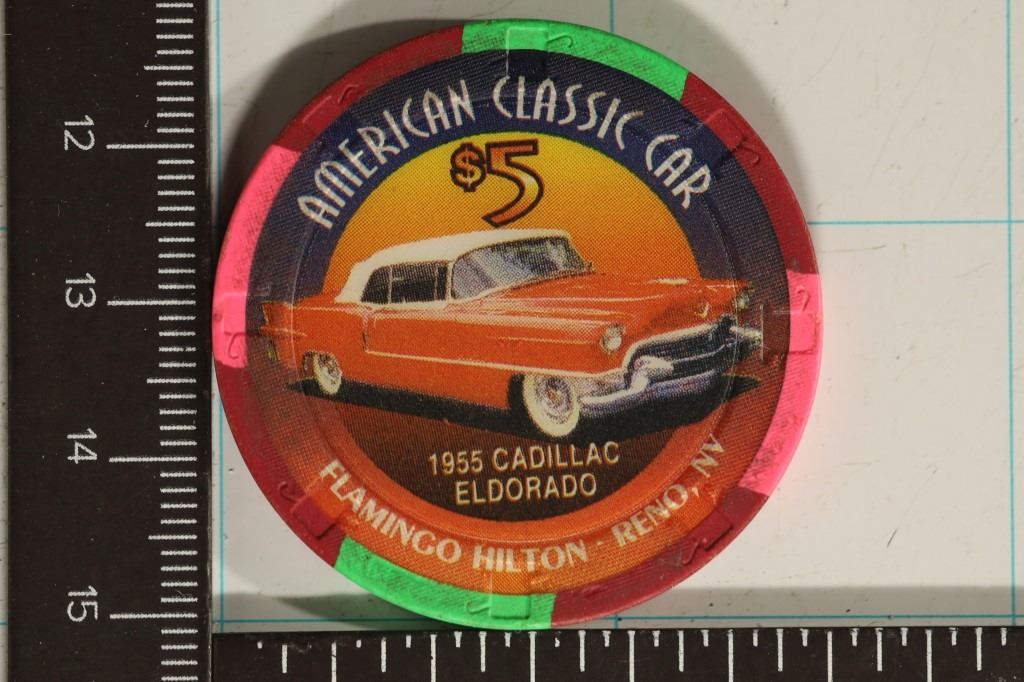 AMERICAN CLASSIC CAR
$5
1955 CADILLAC
ELDORADO
FLAMINGO HILTON - RENO, NV
12
13
14
15